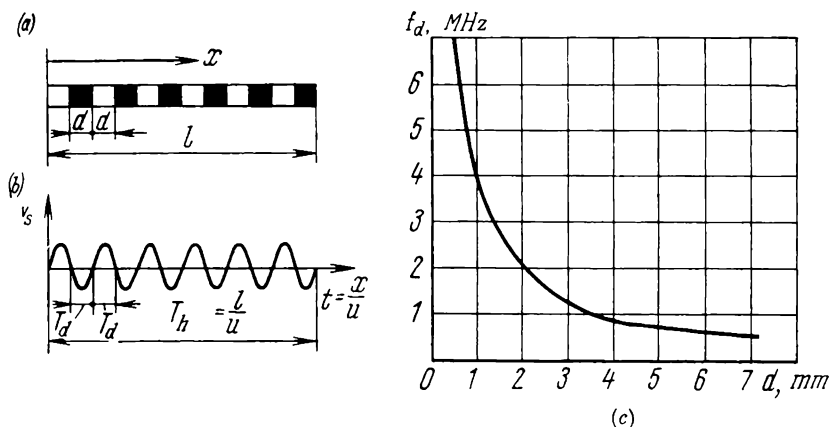 (a)
x
d d
l
(b)
v_s
T_d T_d T_h = l/u t = x/u
f_d, MHz
6
5
4
3
2
1
0 1 2 3 4 5 6 7 d, mm
(c)